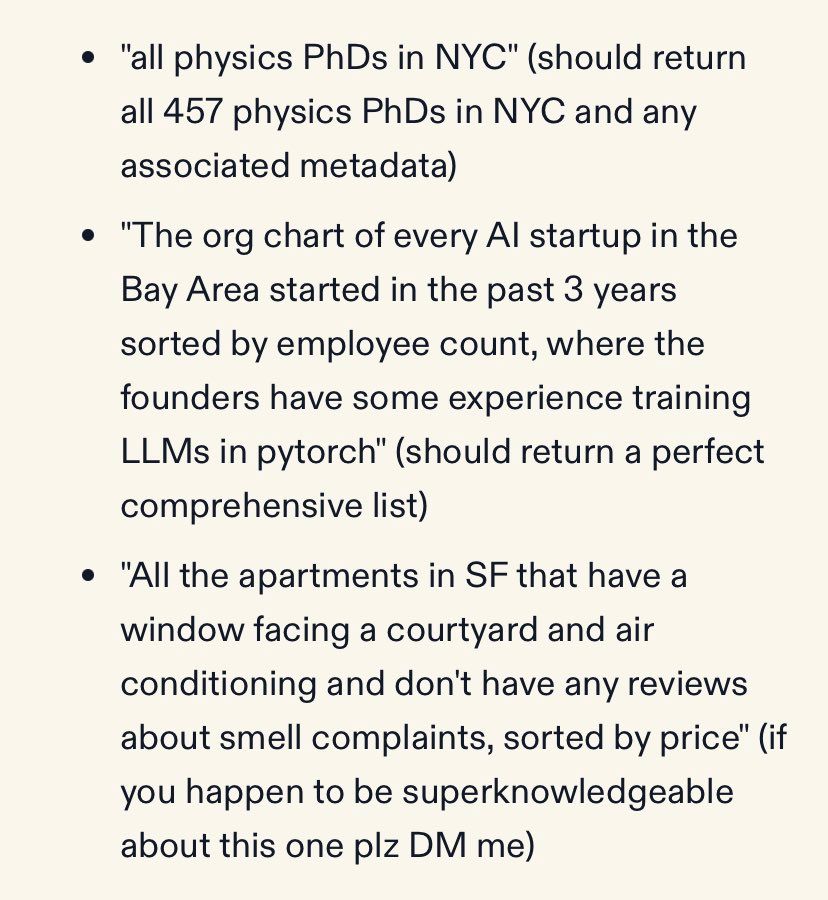 • "all physics PhDs in NYC" (should return
all 457 physics PhDs in NYC and any
associated metadata)
• "The org chart of every AI startup in the
Bay Area started in the past 3 years
sorted by employee count, where the
founders have some experience training
LLMs in pytorch" (should return a perfect
comprehensive list)
• "All the apartments in SF that have a
window facing a courtyard and air
conditioning and don't have any reviews
about smell complaints, sorted by price" (if
you happen to be superknowledgeable
about this one plz DM me)